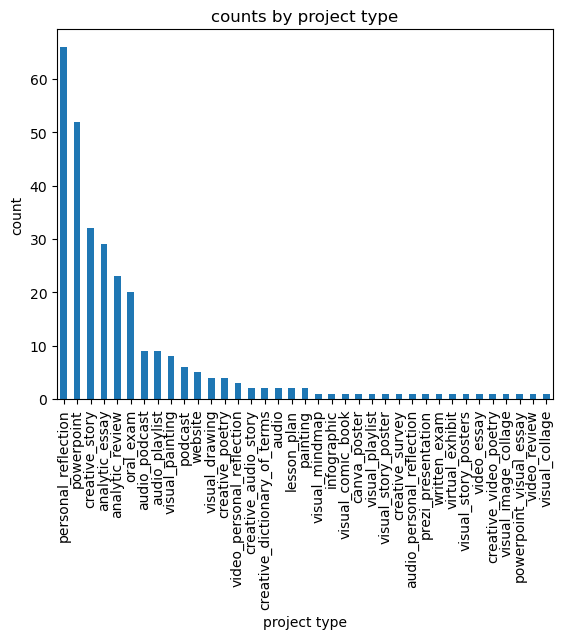 counts by project type
count
60
50
40
30
20
10
0
personal_reflection
powerpoint
creative_story
analytic_essay
analytic_review
oral_exam
audio_podcast
audio_playlist
visual_painting
podcast
website
visual_drawing
creative_poetry
video_personal_reflection
creative_audio_story
creative_dictionary_of_terms
audio
lesson_plan
painting
visual_mindmap
infographic
visual_comic_book
canva_poster
visual_playlist
visual_story_poster
creative_survey
audio_personal_reflection
prezi_presentation
written_exam
virtual_exhibit
visual_story_posters
video_essay
creative_video_poetry
visual_image_collage
powerpoint_visual_essay
video_review
visual_collage
project type